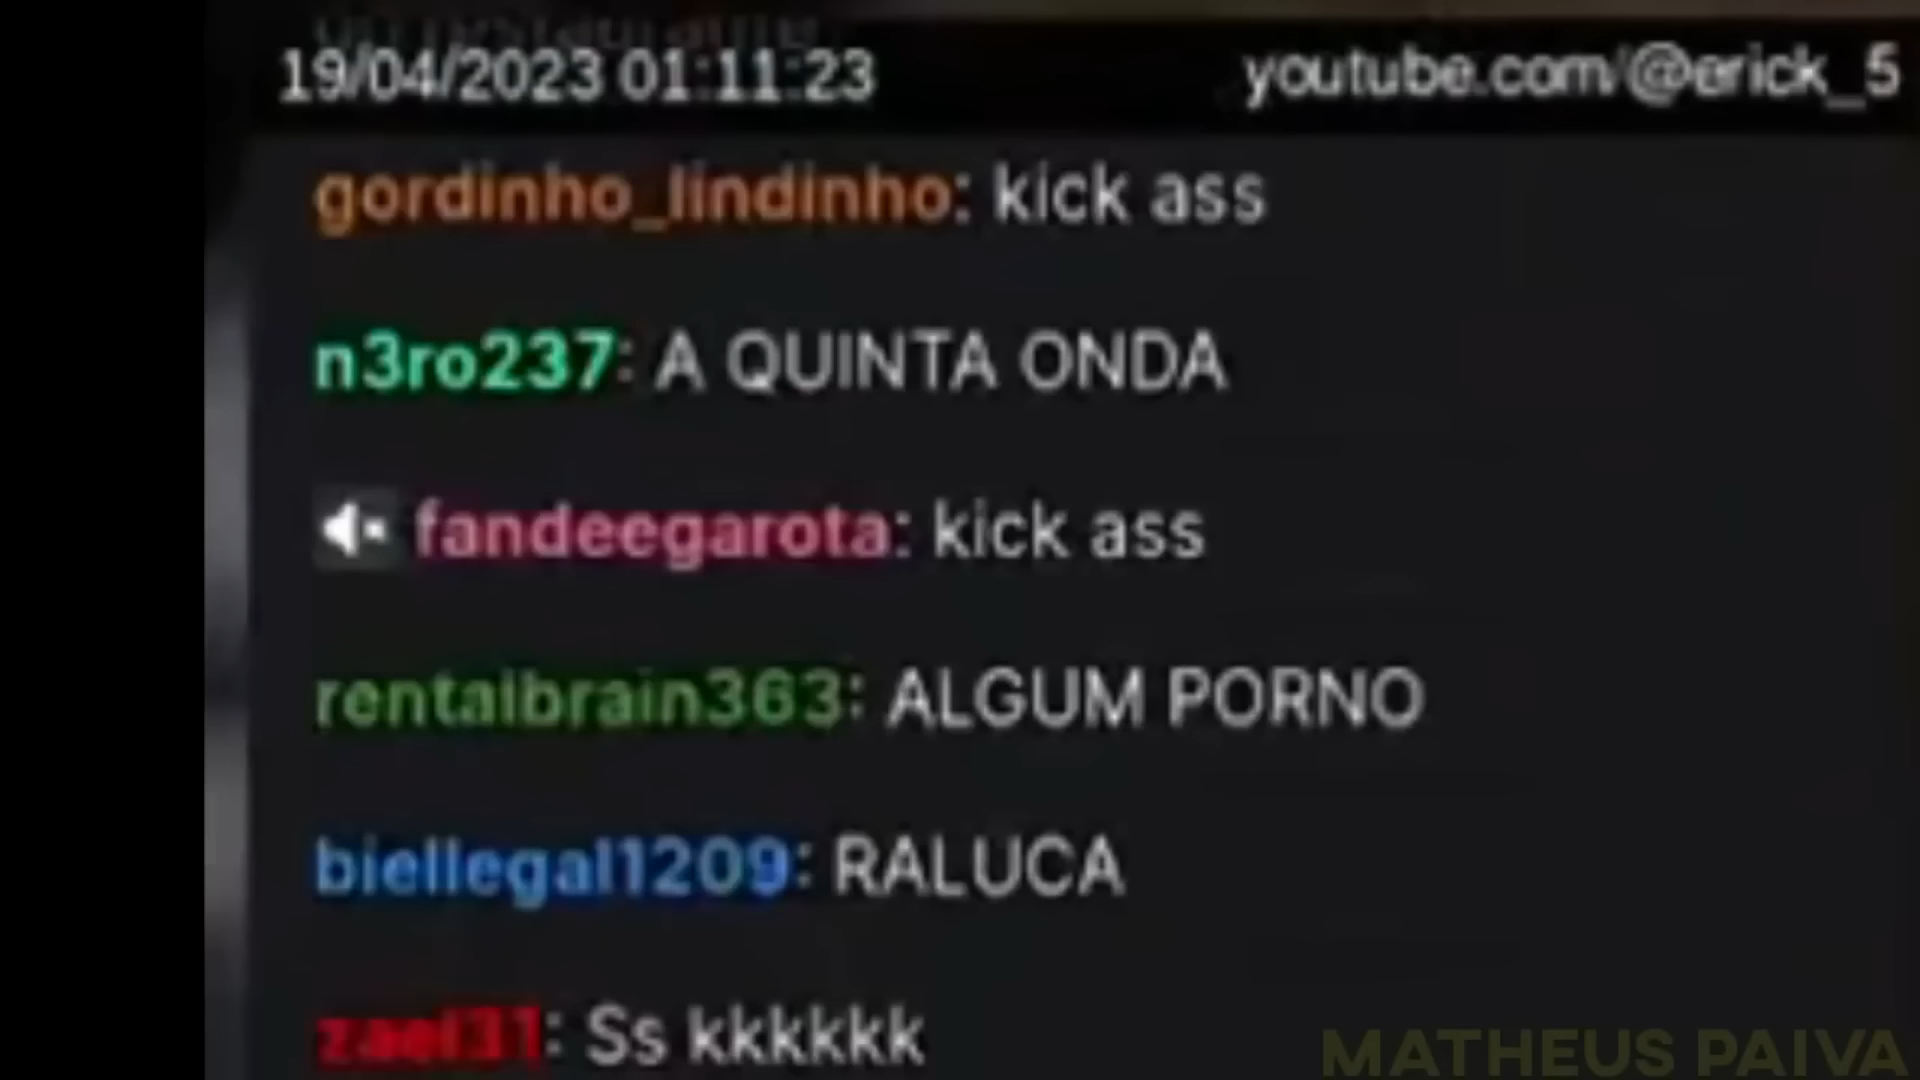 19/04/2023 01:11:23 youtube.com/@erick_5
gordinho_lindinho: kick ass
n3ro237: A QUINTA ONDA
fandeegarota: kick ass
rentalbrain363: ALGUM PORNO
biellegal1209: RALUCA
zael31: Ss kkkkkk
MATHEUS PAIVA